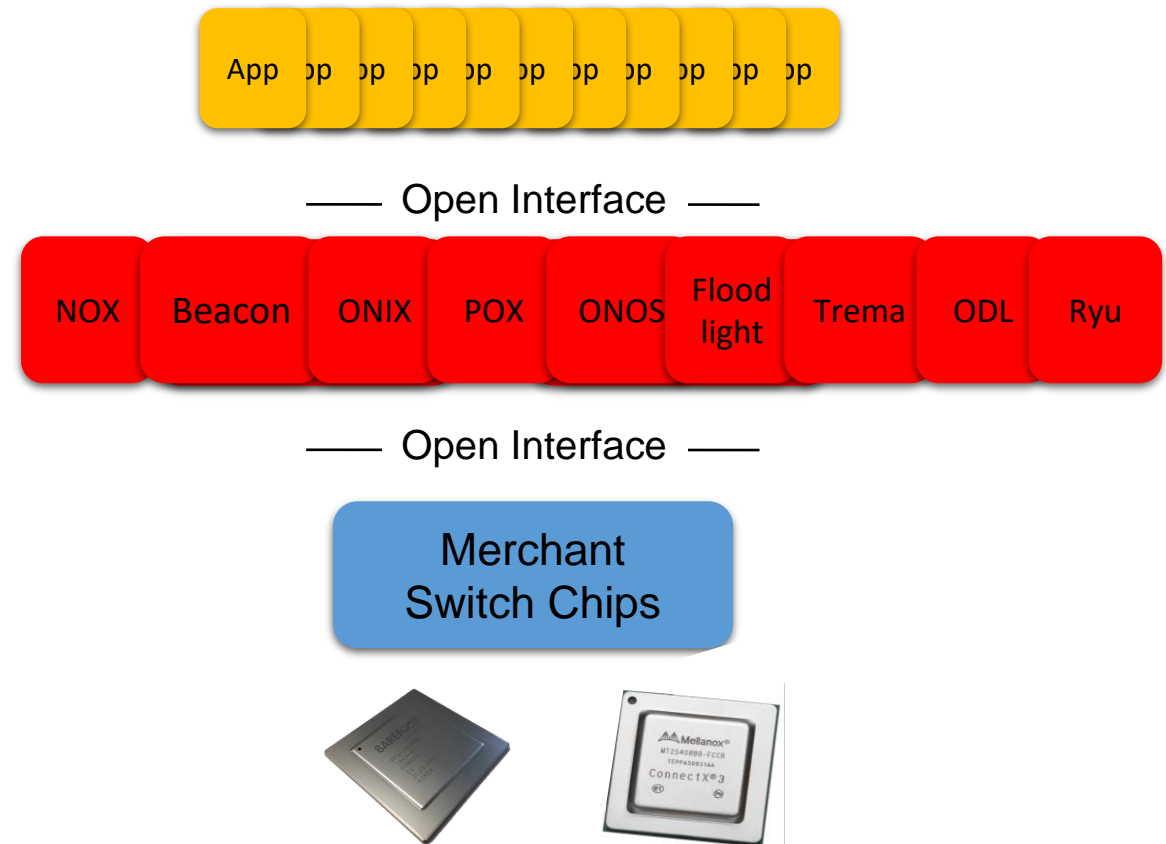 App pp pp pp pp pp pp pp pp pp pp
Open Interface
NOX Beacon ONIX POX ONOS Flood light Trema ODL Ryu
Open Interface
Merchant
Switch Chips
Mellanox®
ConnectX®3